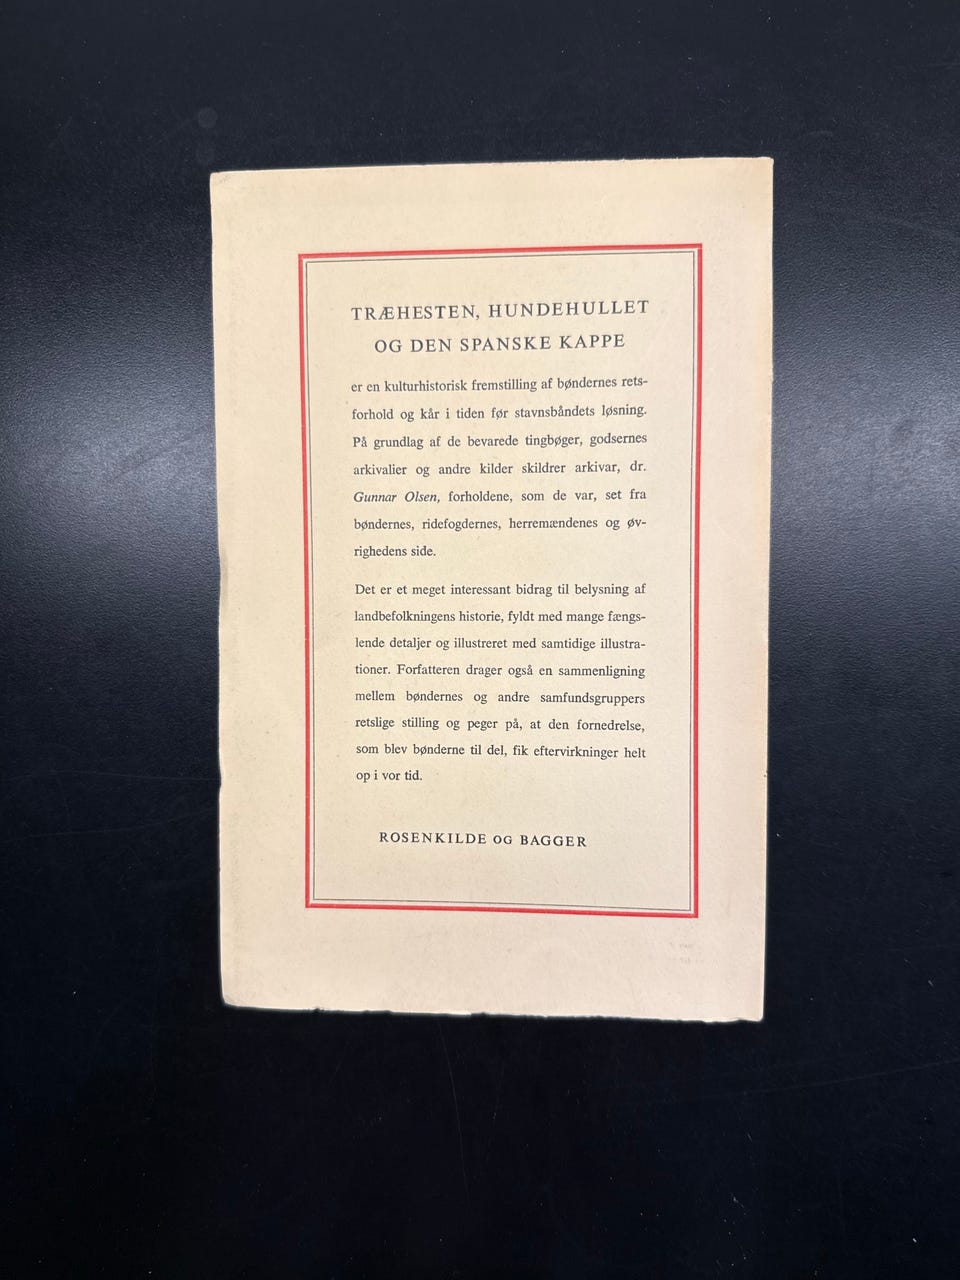 TRÆHESTEN, HUNDEHULLET
OG DEN SPANSKE KAPPE
er en kulturhistorisk fremstilling af bøndernes rets-
forhold og kår i tiden før stavnsbåndets løsning.
På grundlag af de bevarede tingbøger, godsernes
arkivalier og andre kilder skildrer arkivar, dr.
Gunnar Olsen, forholdene, som de var, set fra
bøndernes, ridefogdernes, herremændenes og øv-
righedens side.
Det er et meget interessant bidrag til belysning af
landbefolkningens historie, fyldt med mange fængs-
lende detaljer og illustreret med samtidige illustra-
tioner. Forfatteren drager også en sammenligning
mellem bøndernes og andre samfundsgruppers
retslige stilling og peger på, at den fornedrelse,
som blev bønderne til del, fik eftervirkninger helt
op i vor tid.
ROSENKILDE OG BAGGER